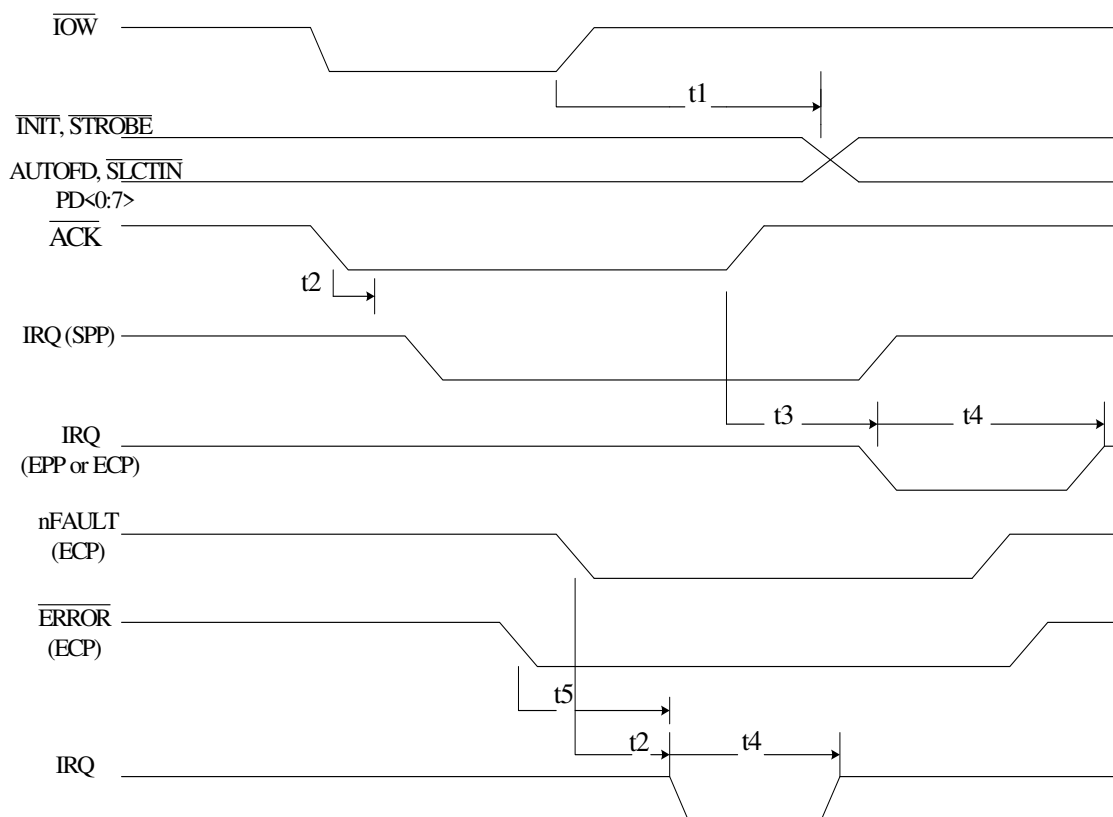 IOW
t1
INIT, STROBE
AUTOFD, SLCTIN
PD<0:7>
ACK
t2
IRQ (SPP)
t3
t4
IRQ
(EPP or ECP)
nFAULT
(ECP)
ERROR
(ECP)
t5
t2
t4
IRQ